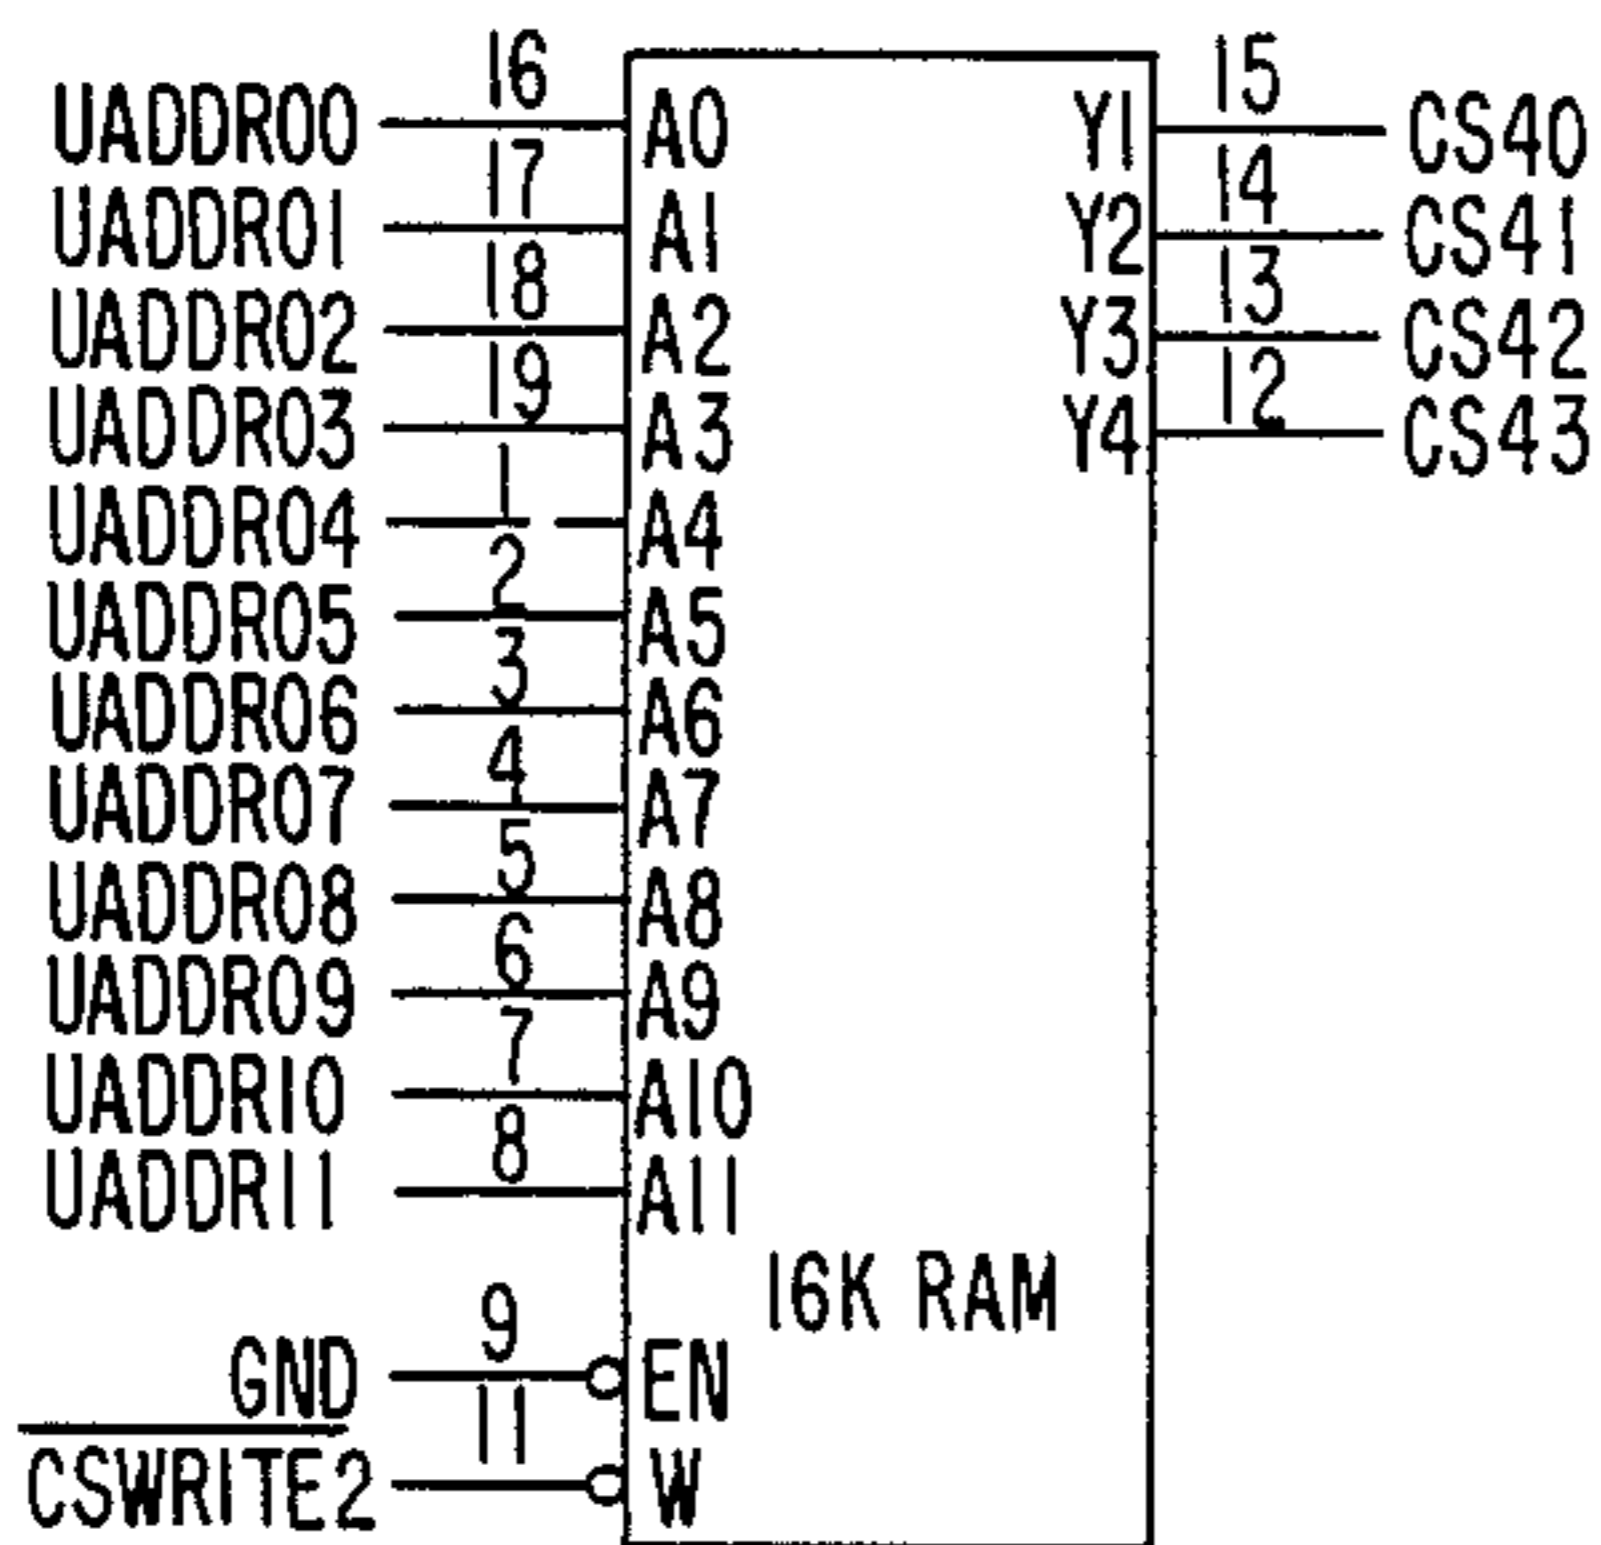 16 15
UADDR00 A0 Y1 CS40
17 14
UADDR01 A1 Y2 CS41
18 13
UADDR02 A2 Y3 CS42
19 12
UADDR03 A3 Y4 CS43
1
UADDR04 A4
2
UADDR05 A5
3
UADDR06 A6
4
UADDR07 A7
5
UADDR08 A8
6
UADDR09 A9
7
UADDR10 A10
8
UADDR11 A11
16K RAM
9
GND EN
11
CSWRITE2 W